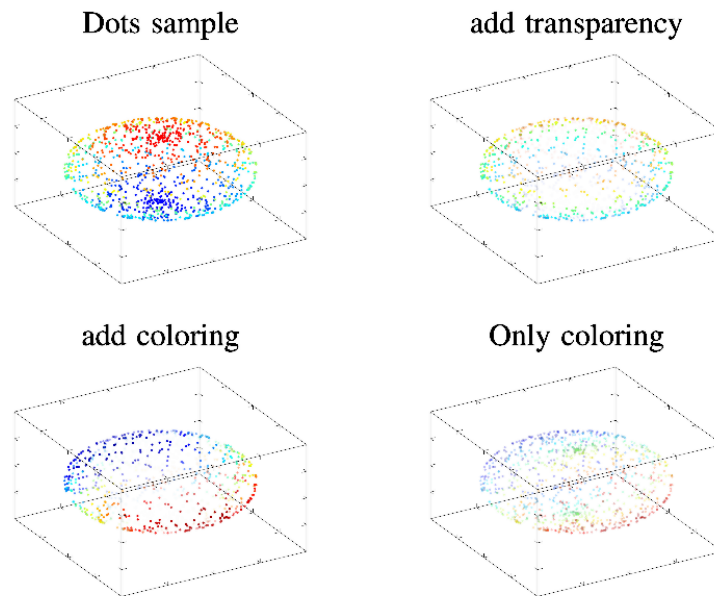 Dots sample
add transparency
add coloring
Only coloring